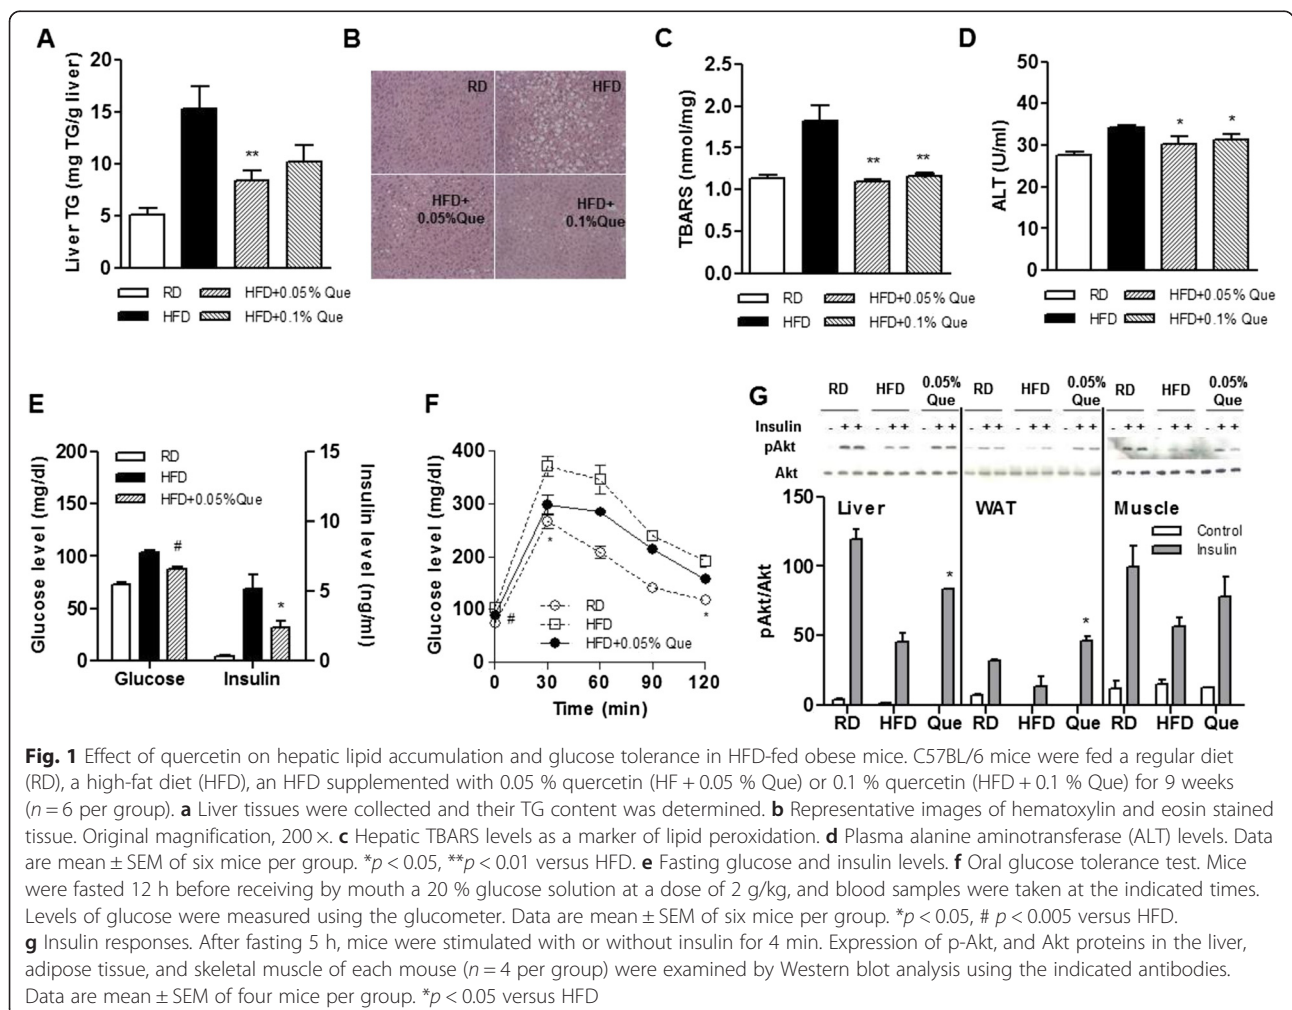 A
Liver TG (mg TG/g liver)
20
15
10
5
0
**
RD
HFD+0.05% Que
HFD
HFD+0.1% Que
B
RD
HFD
HFD+
0.05%Que
HFD+
0.1%Que
C
TBARS (nmol/mg)
2.5
2.0
1.5
1.0
0.5
0.0
** **
RD
HFD+0.05% Que
HFD
HFD+0.1% Que
D
ALT (U/ml)
50
40
30
20
10
0
* *
RD
HFD+0.05% Que
HFD
HFD+0.1% Que
E
Glucose level (mg/dl)
200
150
100
50
0
RD
HFD
HFD+0.05%Que
#
*
Glucose Insulin
15
10
5
0
Insulin level (ng/ml)
F
Glucose level (mg/dl)
400
300
200
100
0
*
#
*
RD
HFD
HFD+0.05% Que
0 30 60 90 120
Time (min)
G
RD HFD 0.05% Que RD HFD 0.05% Que RD HFD 0.05% Que
Insulin - + + - + + - + + - + + - + + - + + - + + - + + - + +
pAkt
Akt
pAkt/Akt
150
100
50
0
Liver WAT Muscle
Control
Insulin
*
*
RD HFD Que RD HFD Que RD HFD Que
Fig. 1 Effect of quercetin on hepatic lipid accumulation and glucose tolerance in HFD-fed obese mice. C57BL/6 mice were fed a regular diet
(RD), a high-fat diet (HFD), an HFD supplemented with 0.05 % quercetin (HF + 0.05 % Que) or 0.1 % quercetin (HFD + 0.1 % Que) for 9 weeks
(n = 6 per group). a Liver tissues were collected and their TG content was determined. b Representative images of hematoxylin and eosin stained
tissue. Original magnification, 200 ×. c Hepatic TBARS levels as a marker of lipid peroxidation. d Plasma alanine aminotransferase (ALT) levels. Data
are mean ± SEM of six mice per group. *p < 0.05, **p < 0.01 versus HFD. e Fasting glucose and insulin levels. f Oral glucose tolerance test. Mice
were fasted 12 h before receiving by mouth a 20 % glucose solution at a dose of 2 g/kg, and blood samples were taken at the indicated times.
Levels of glucose were measured using the glucometer. Data are mean ± SEM of six mice per group. *p < 0.05, # p < 0.005 versus HFD.
g Insulin responses. After fasting 5 h, mice were stimulated with or without insulin for 4 min. Expression of p-Akt, and Akt proteins in the liver,
adipose tissue, and skeletal muscle of each mouse (n = 4 per group) were examined by Western blot analysis using the indicated antibodies.
Data are mean ± SEM of four mice per group. *p < 0.05 versus HFD